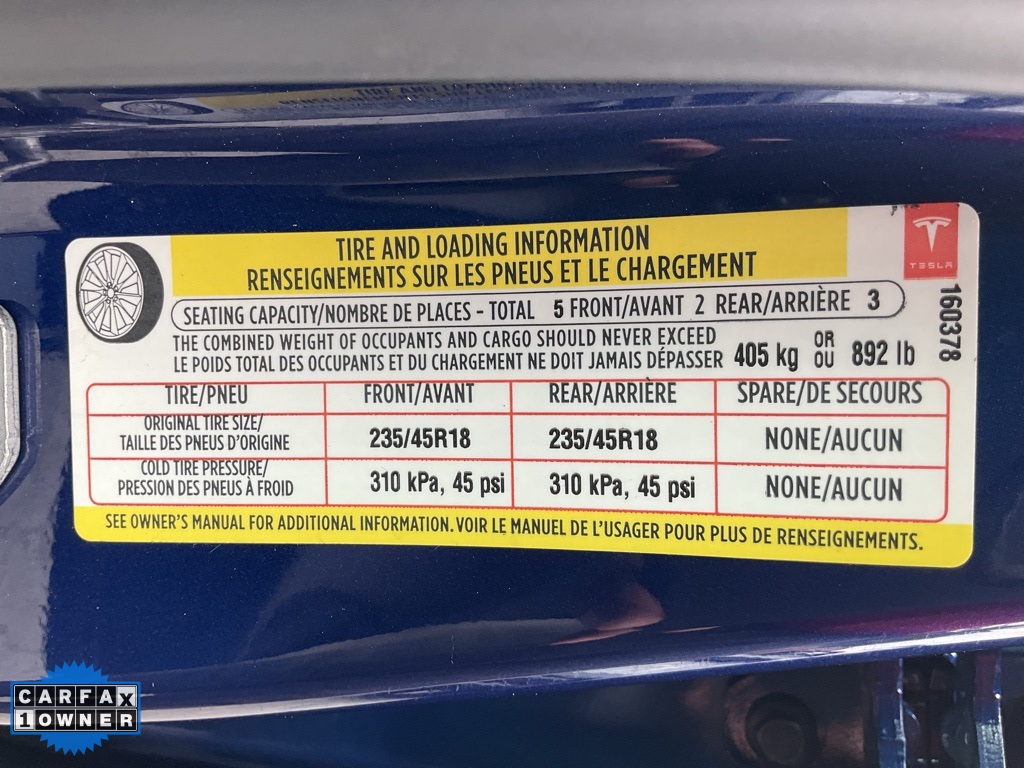 TIRE AND LOADING INFORMATION
RENSEIGNEMENTS SUR LES PNEUS ET LE CHARGEMENT
TESLA
160378
SEATING CAPACITY/NOMBRE DE PLACES - TOTAL 5 FRONT/AVANT 2 REAR/ARRIÈRE 3
THE COMBINED WEIGHT OF OCCUPANTS AND CARGO SHOULD NEVER EXCEED
LE POIDS TOTAL DES OCCUPANTS ET DU CHARGEMENT NE DOIT JAMAIS DÉPASSER 405 kg OR OU 892 lb
TIRE/PNEU FRONT/AVANT REAR/ARRIÈRE SPARE/DE SECOURS
ORIGINAL TIRE SIZE/
TAILLE DES PNEUS D'ORIGINE 235/45R18 235/45R18 NONE/AUCUN
COLD TIRE PRESSURE/
PRESSION DES PNEUS À FROID 310 kPa, 45 psi 310 kPa, 45 psi NONE/AUCUN
SEE OWNER'S MANUAL FOR ADDITIONAL INFORMATION. VOIR LE MANUEL DE L'USAGER POUR PLUS DE RENSEIGNEMENTS.
CARFAX
1 OWNER